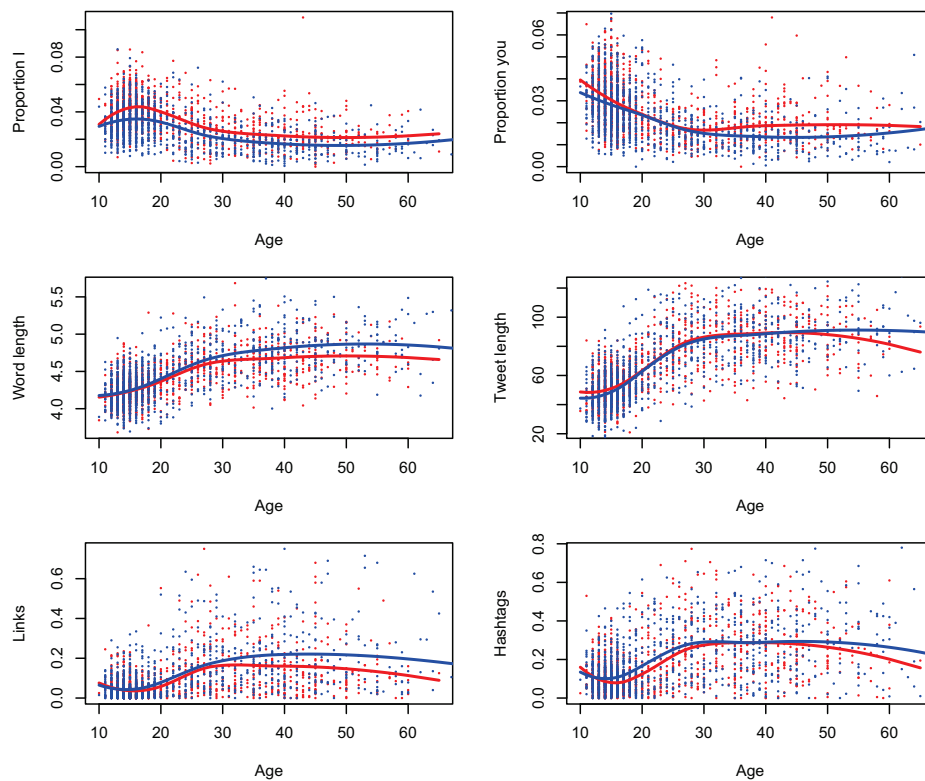 Proportion I
0.00 0.04 0.08
10 20 30 40 50 60
Age
Proportion you
0.00 0.03 0.06
10 20 30 40 50 60
Age
Word length
4.0 4.5 5.0 5.5
10 20 30 40 50 60
Age
Tweet length
20 60 100
10 20 30 40 50 60
Age
Links
0.0 0.2 0.4 0.6
10 20 30 40 50 60
Age
Hashtags
0.0 0.2 0.4 0.6 0.8
10 20 30 40 50 60
Age